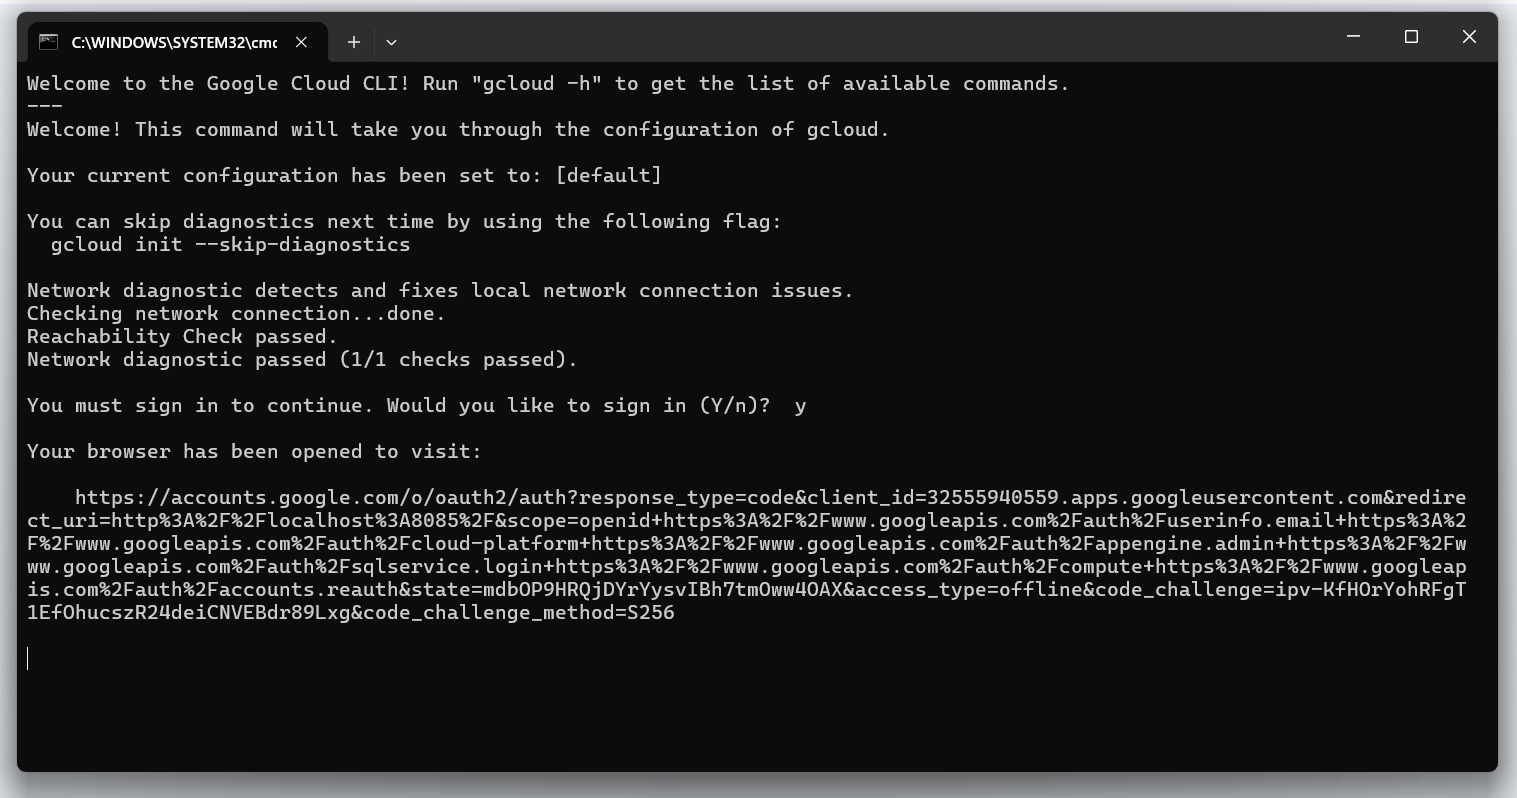 C:\WINDOWS\SYSTEM32\cmd
Welcome to the Google Cloud CLI! Run "gcloud -h" to get the list of available commands.
---
Welcome! This command will take you through the configuration of gcloud.
Your current configuration has been set to: [default]
You can skip diagnostics next time by using the following flag:
gcloud init --skip-diagnostics
Network diagnostic detects and fixes local network connection issues.
Checking network connection...done.
Reachability Check passed.
Network diagnostic passed (1/1 checks passed).
You must sign in to continue. Would you like to sign in (Y/n)?  y
Your browser has been opened to visit:
https://accounts.google.com/o/oauth2/auth?response_type=code&client_id=32555940559.apps.googleusercontent.com&redire
ct_uri=http%3A%2F%2Flocalhost%3A8085%2F&scope=openid+https%3A%2F%2Fwww.googleapis.com%2Fauth%2Fuserinfo.email+https%3A%2
F%2Fwww.googleapis.com%2Fauth%2Fcloud-platform+https%3A%2F%2Fwww.googleapis.com%2Fauth%2Fappengine.admin+https%3A%2F%2Fw
ww.googleapis.com%2Fauth%2Fsqlservice.login+https%3A%2F%2Fwww.googleapis.com%2Fauth%2Fcompute+https%3A%2F%2Fwww.googleap
is.com%2Fauth%2Faccounts.reauth&state=mdbOP9HRQjDYrYysvIBh7tmOww4OAX&access_type=offline&code_challenge=ipv-KfHOrYohRFgT
1EfOhucszR24deiCNVEBdr89Lxg&code_challenge_method=S256